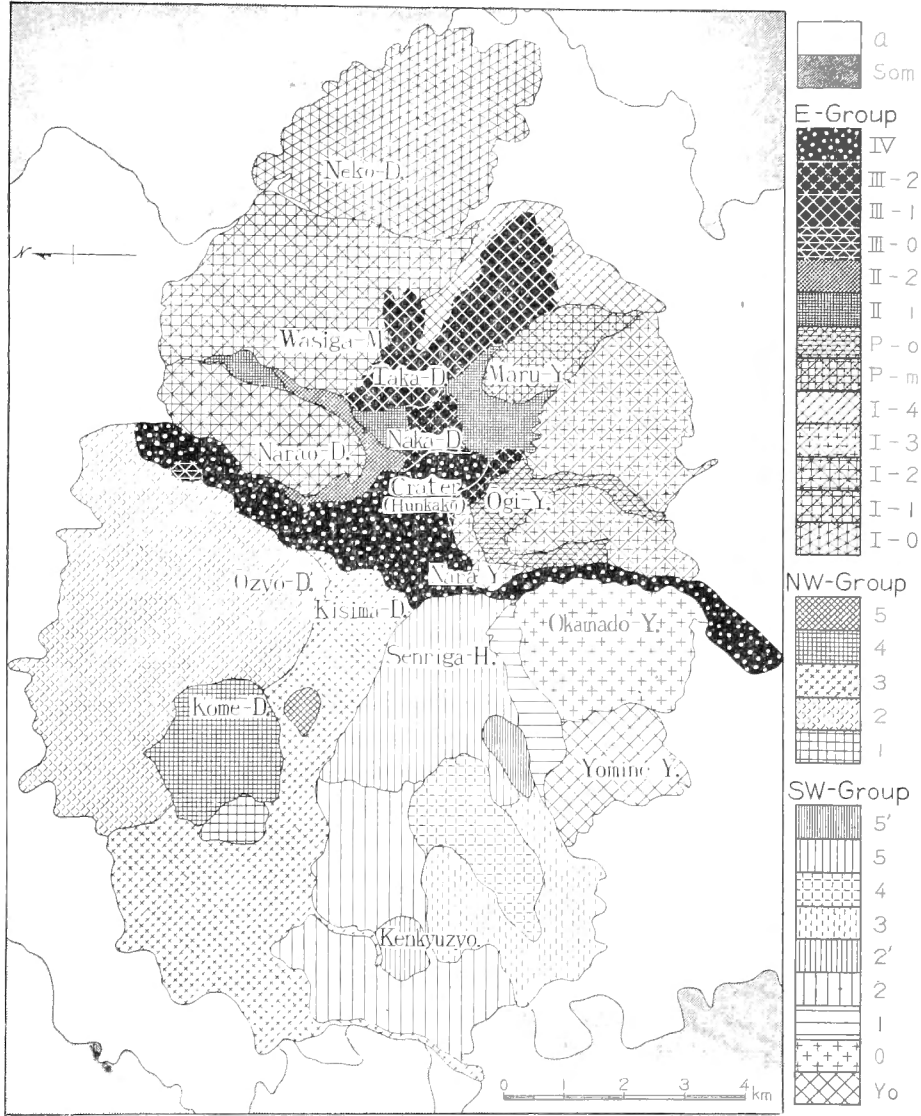 Neko-D.
N
Wasiga-M.
Taka-D.
Maru-Y.
Narao-D.
Naka-D.
Crater
(Hunkakō)
Ogi-Y.
Ozyo-D.
Nara Y.
Kisima-D.
Okamado-Y.
Senriga-H.
Kome-D.
Yomine Y.
Kenkyuzyo.
0 1 2 3 4 km
a
Som
E-Group
IV
III-2
III-1
III-0
II-2
II 1
P-o
P-m
I-4
I-3
I-2
I-1
I-0
NW-Group
5
4
3
2
1
SW-Group
5'
5
4
3
2'
2
1
0
Yo